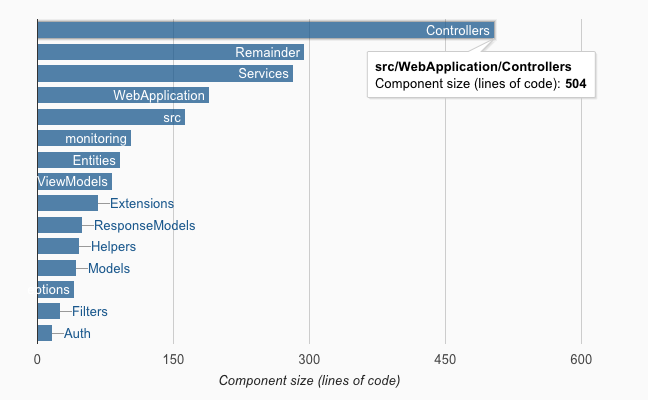 Controllers
Remainder
src/WebApplication/Controllers
Component size (lines of code): 504
Services
WebApplication
src
monitoring
Entities
ViewModels
Extensions
ResponseModels
Helpers
Models
otions
Filters
Auth
0 150 300 450 600
Component size (lines of code)